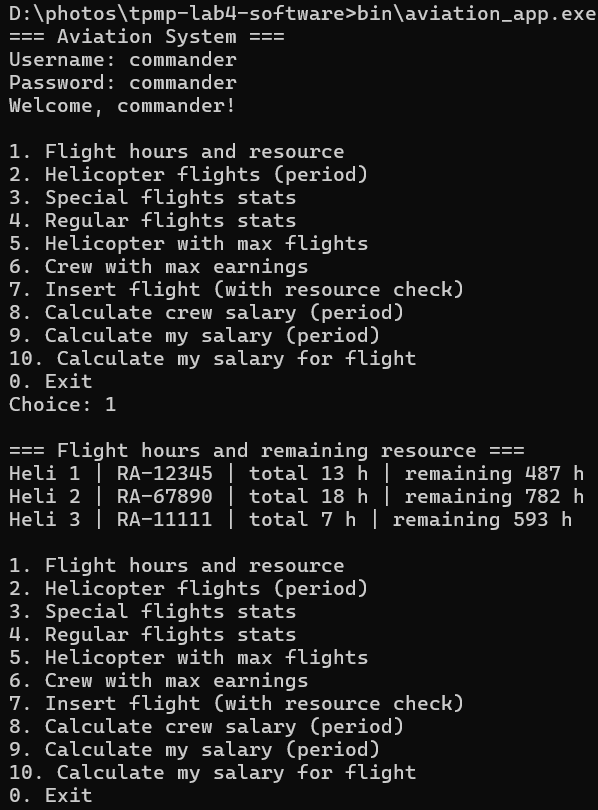 D:\photos\tpmp-lab4-software>bin\aviation_app.exe
=== Aviation System ===
Username: commander
Password: commander
Welcome, commander!

1. Flight hours and resource
2. Helicopter flights (period)
3. Special flights stats
4. Regular flights stats
5. Helicopter with max flights
6. Crew with max earnings
7. Insert flight (with resource check)
8. Calculate crew salary (period)
9. Calculate my salary (period)
10. Calculate my salary for flight
0. Exit
Choice: 1

=== Flight hours and remaining resource ===
Heli 1 | RA-12345 | total 13 h | remaining 487 h
Heli 2 | RA-67890 | total 18 h | remaining 782 h
Heli 3 | RA-11111 | total 7 h | remaining 593 h

1. Flight hours and resource
2. Helicopter flights (period)
3. Special flights stats
4. Regular flights stats
5. Helicopter with max flights
6. Crew with max earnings
7. Insert flight (with resource check)
8. Calculate crew salary (period)
9. Calculate my salary (period)
10. Calculate my salary for flight
0. Exit